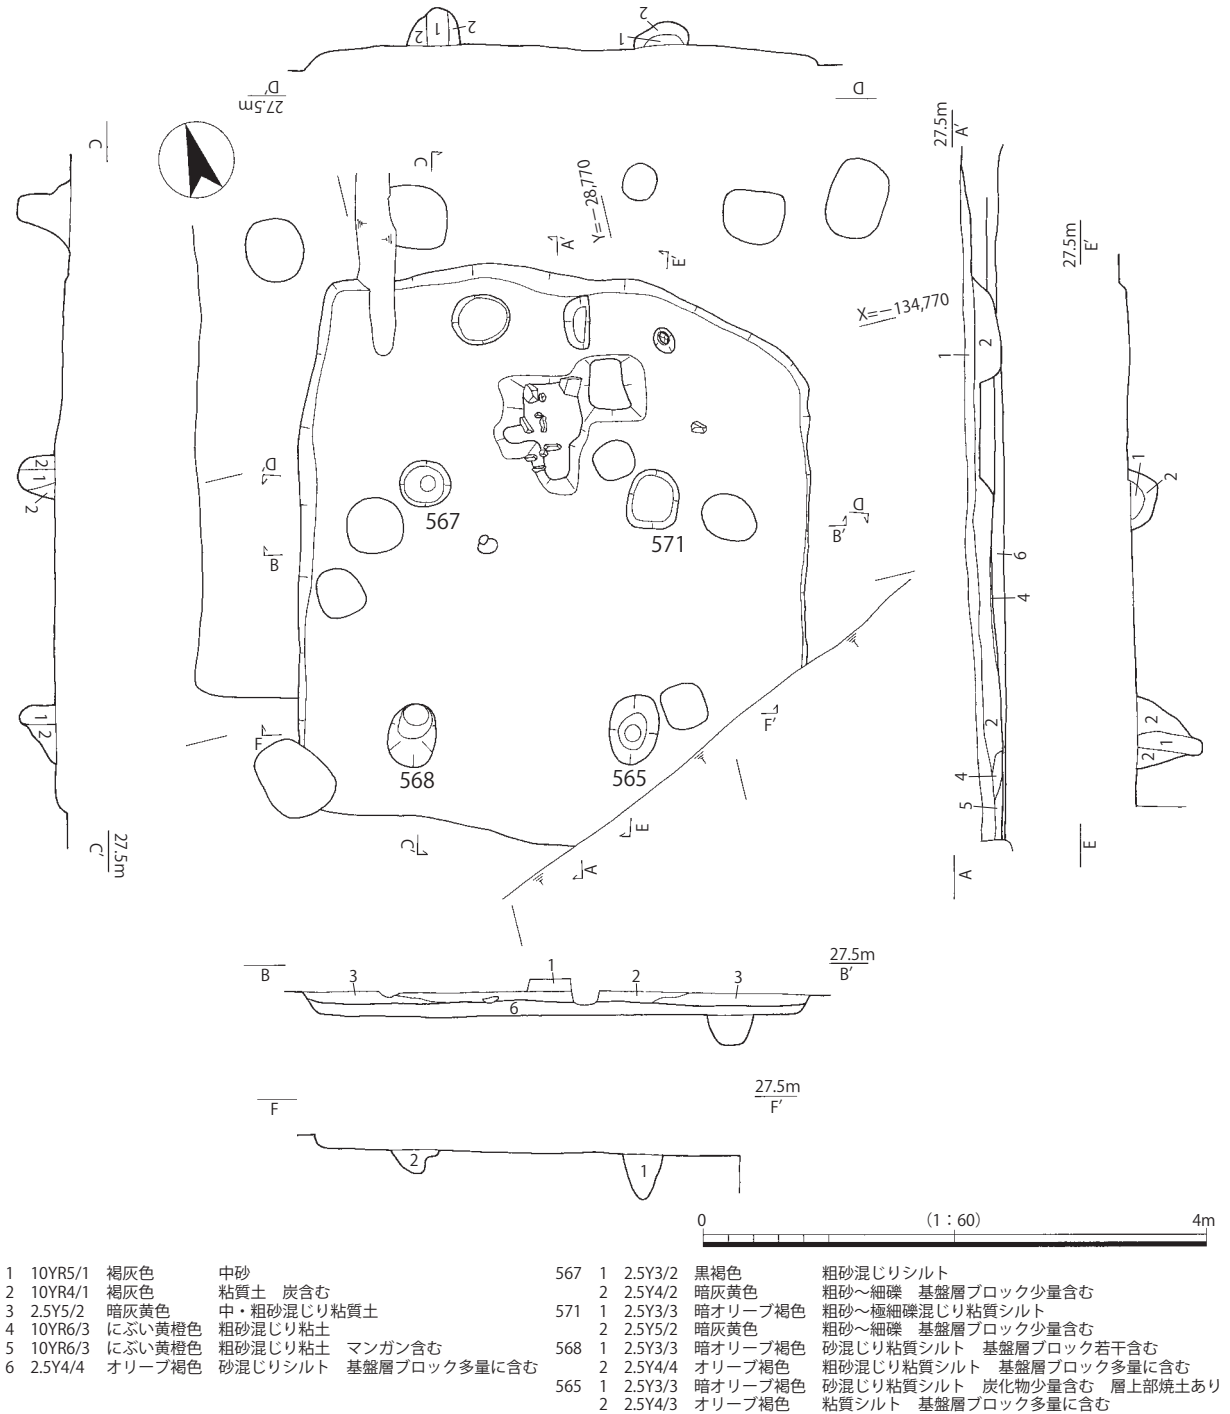 2 1 2
2
1
D'
27.5m
D
C
C'
27.5m
C
C'
Y=－28,770
A'
E'
X=－134,770
27.5m
A'
27.5m
E'
1
2
2 1 2
1 2
D'
B
567
571
D
B'
F
568
565
F'
E
A
1
2
6
4
2
4
5
A
1
2
2
1
2
E
B
3
1
2
3
6
27.5m
B'
F
2
1
27.5m
F'
0
（1：60）
4m
1 10YR5/1 褐灰色 中砂
2 10YR4/1 褐灰色 粘質土 炭含む
3 2.5Y5/2 暗灰黄色 中・粗砂混じり粘質土
4 10YR6/3 にぶい黄橙色 粗砂混じり粘土
5 10YR6/3 にぶい黄橙色 粗砂混じり粘土 マンガン含む
6 2.5Y4/4 オリーブ褐色 砂混じりシルト 基盤層ブロック多量に含む
567 1 2.5Y3/2 黒褐色 粗砂混じりシルト
2 2.5Y4/2 暗灰黄色 粗砂～細礫 基盤層ブロック少量含む
571 1 2.5Y3/3 暗オリーブ褐色 粗砂～極細礫混じり粘質シルト
2 2.5Y5/2 暗灰黄色 粗砂～細礫 基盤層ブロック少量含む
568 1 2.5Y3/3 暗オリーブ褐色 砂混じり粘質シルト 基盤層ブロック若干含む
2 2.5Y4/4 オリーブ褐色 粗砂混じり粘質シルト 基盤層ブロック多量に含む
565 1 2.5Y3/3 暗オリーブ褐色 砂混じり粘質シルト 炭化物少量含む 層上部焼土あり
2 2.5Y4/3 オリーブ褐色 粘質シルト 基盤層ブロック多量に含む